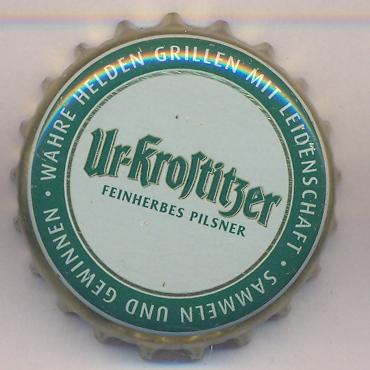 WAHRE HELDEN GRILLEN MIT LEIDENSCHAFT · SAMMELN UND GEWINNEN ·
Ur-Krostitzer
FEINHERBES PILSNER